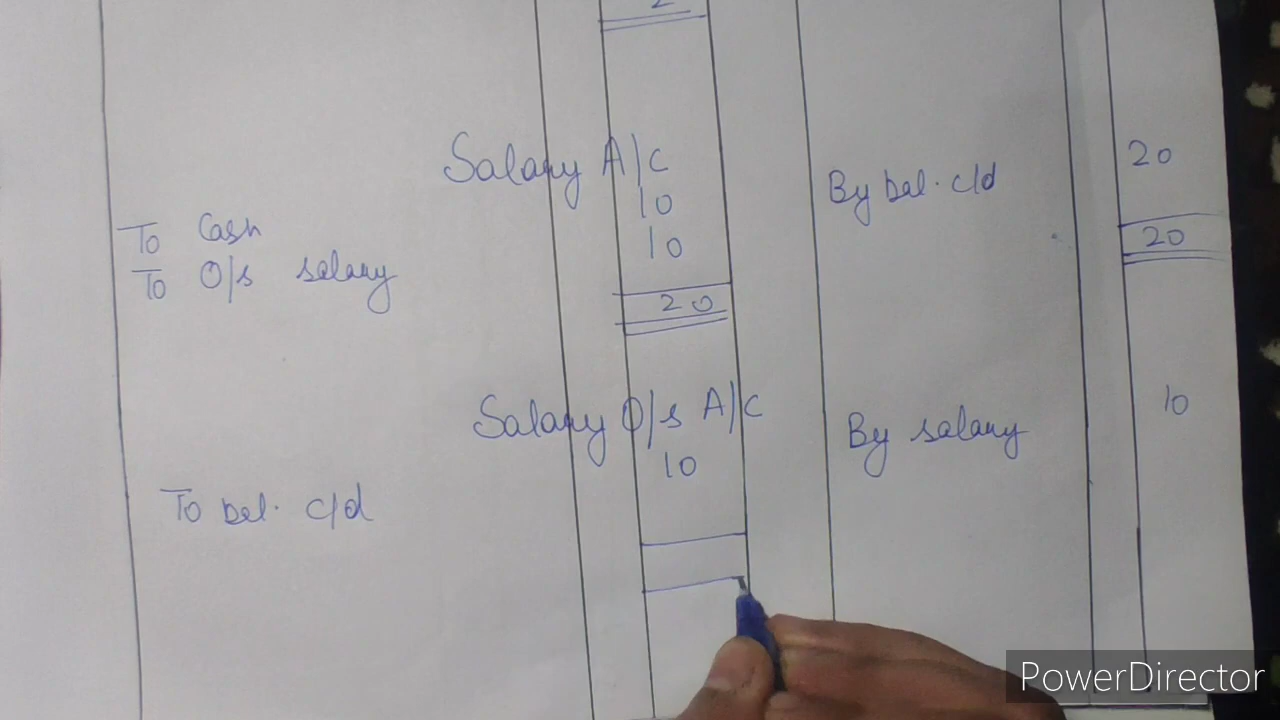 2
Salary A/c
To Cash 10 By bal. c/d 20
To O/s salary 10
20 20
Salary O/s A/c
To bal. c/d 10 By salary 10
PowerDirector